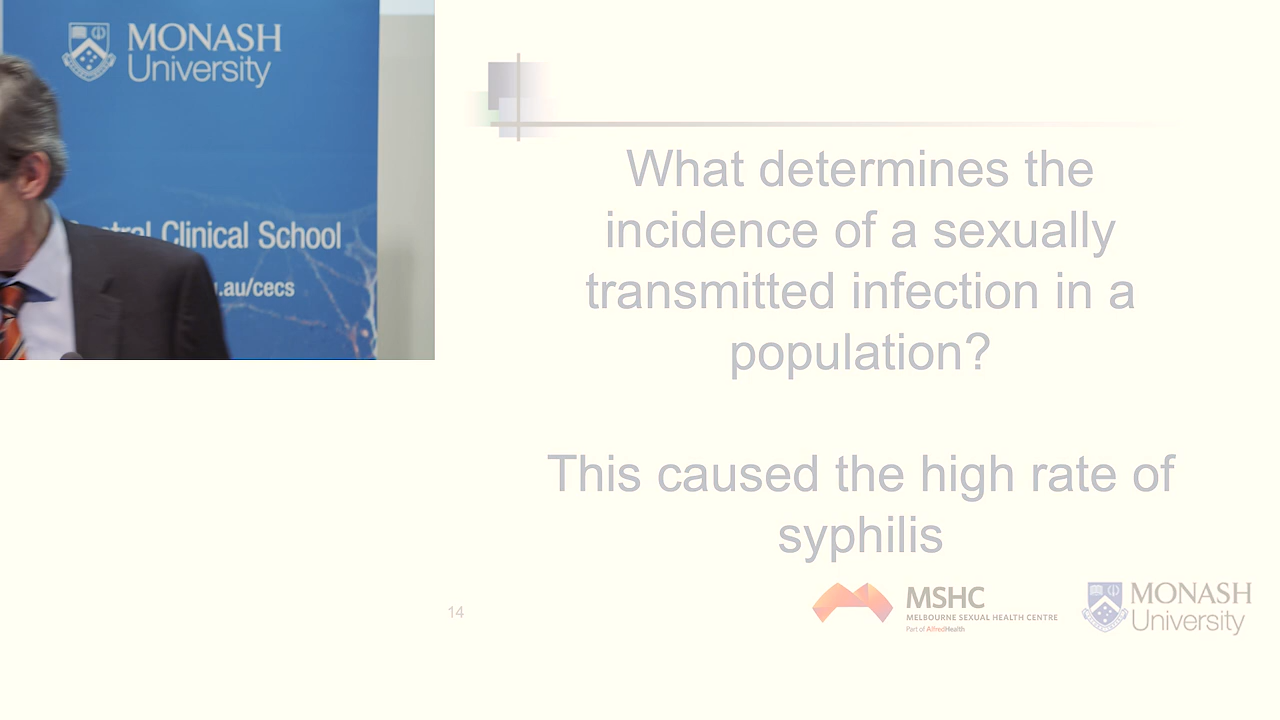 MONASH
University
Central Clinical School
.au/cecs
What determines the
incidence of a sexually
transmitted infection in a
population?
This caused the high rate of
syphilis
14
MSHC
MELBOURNE SEXUAL HEALTH CENTRE
Part of AlfredHealth
MONASH
University